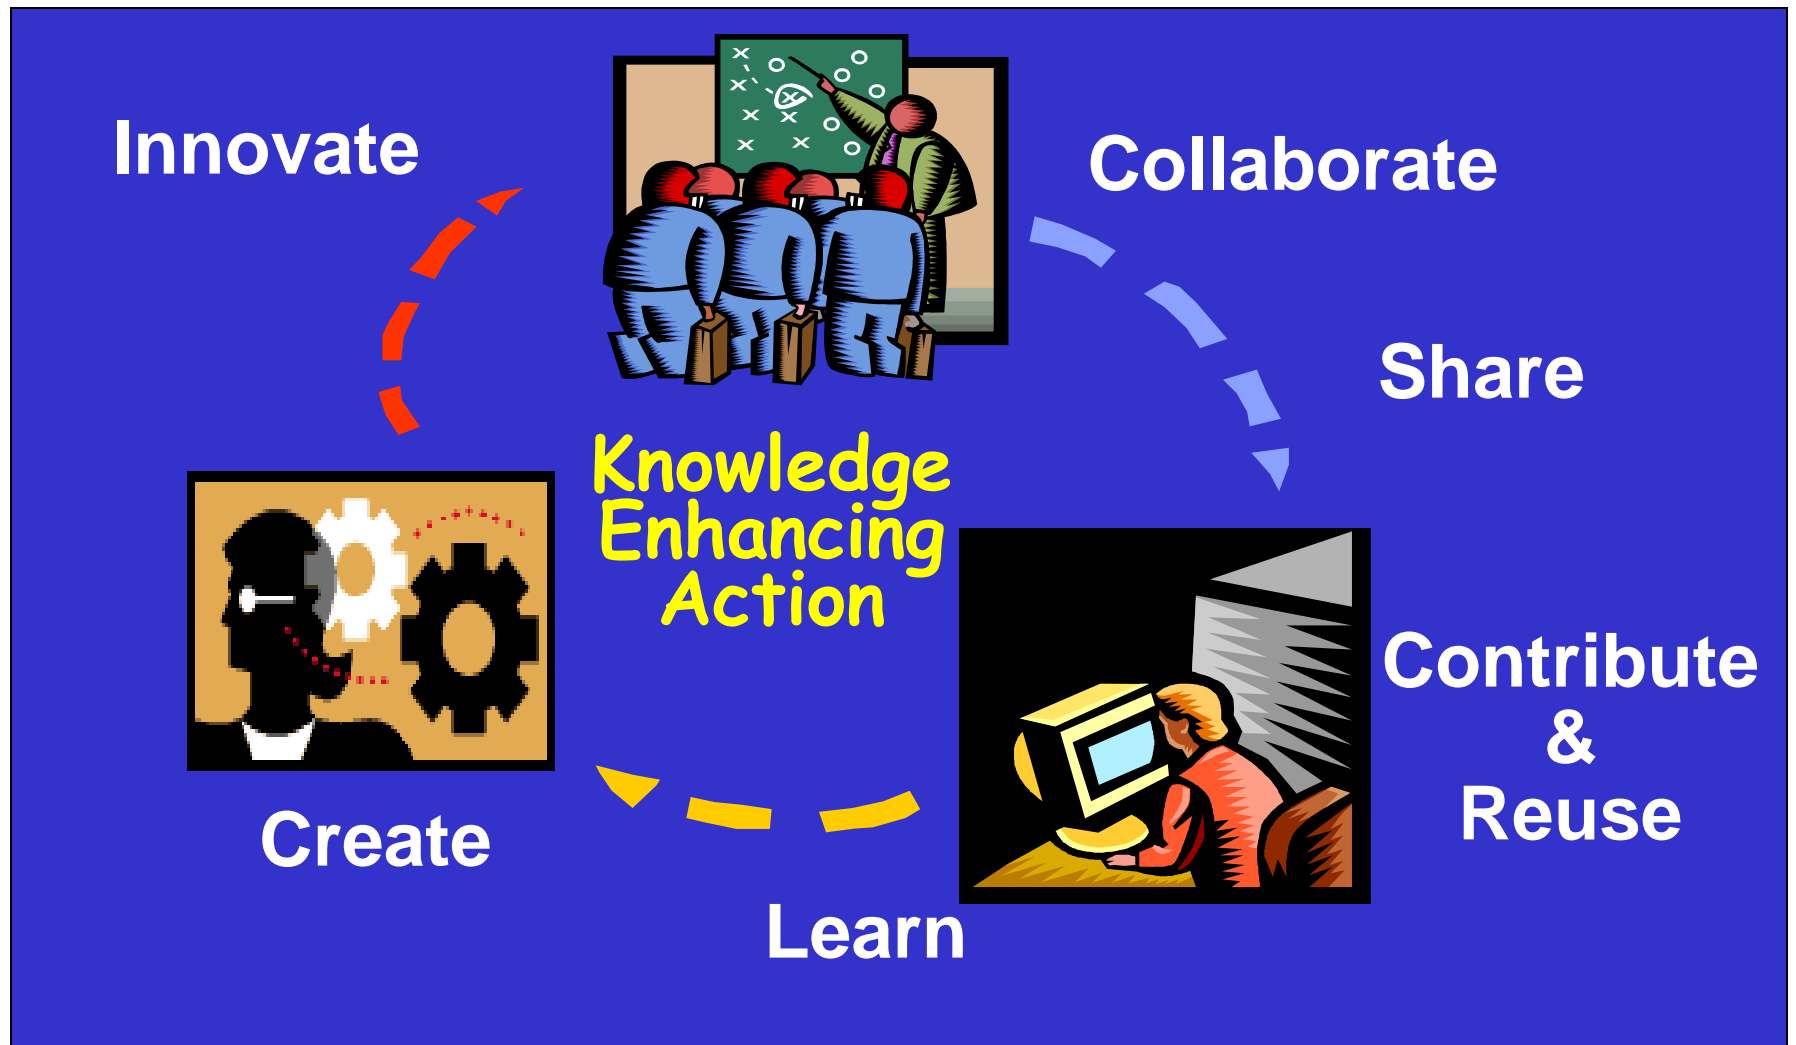 Innovate
Collaborate
Share
Knowledge
Enhancing
Action
Contribute
&
Reuse
Create
Learn